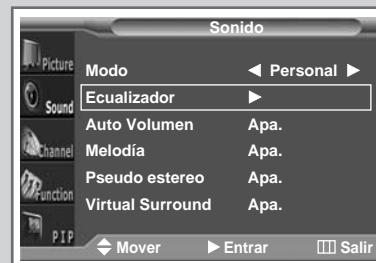 Sonido
Picture
Sound
Channel
Function
PIP
Modo ◀ Personal ▶
Ecualizador ▶
Auto Volumen Apa.
Melodía Apa.
Pseudo estereo Apa.
Virtual Surround Apa.
Mover Entrar Salir